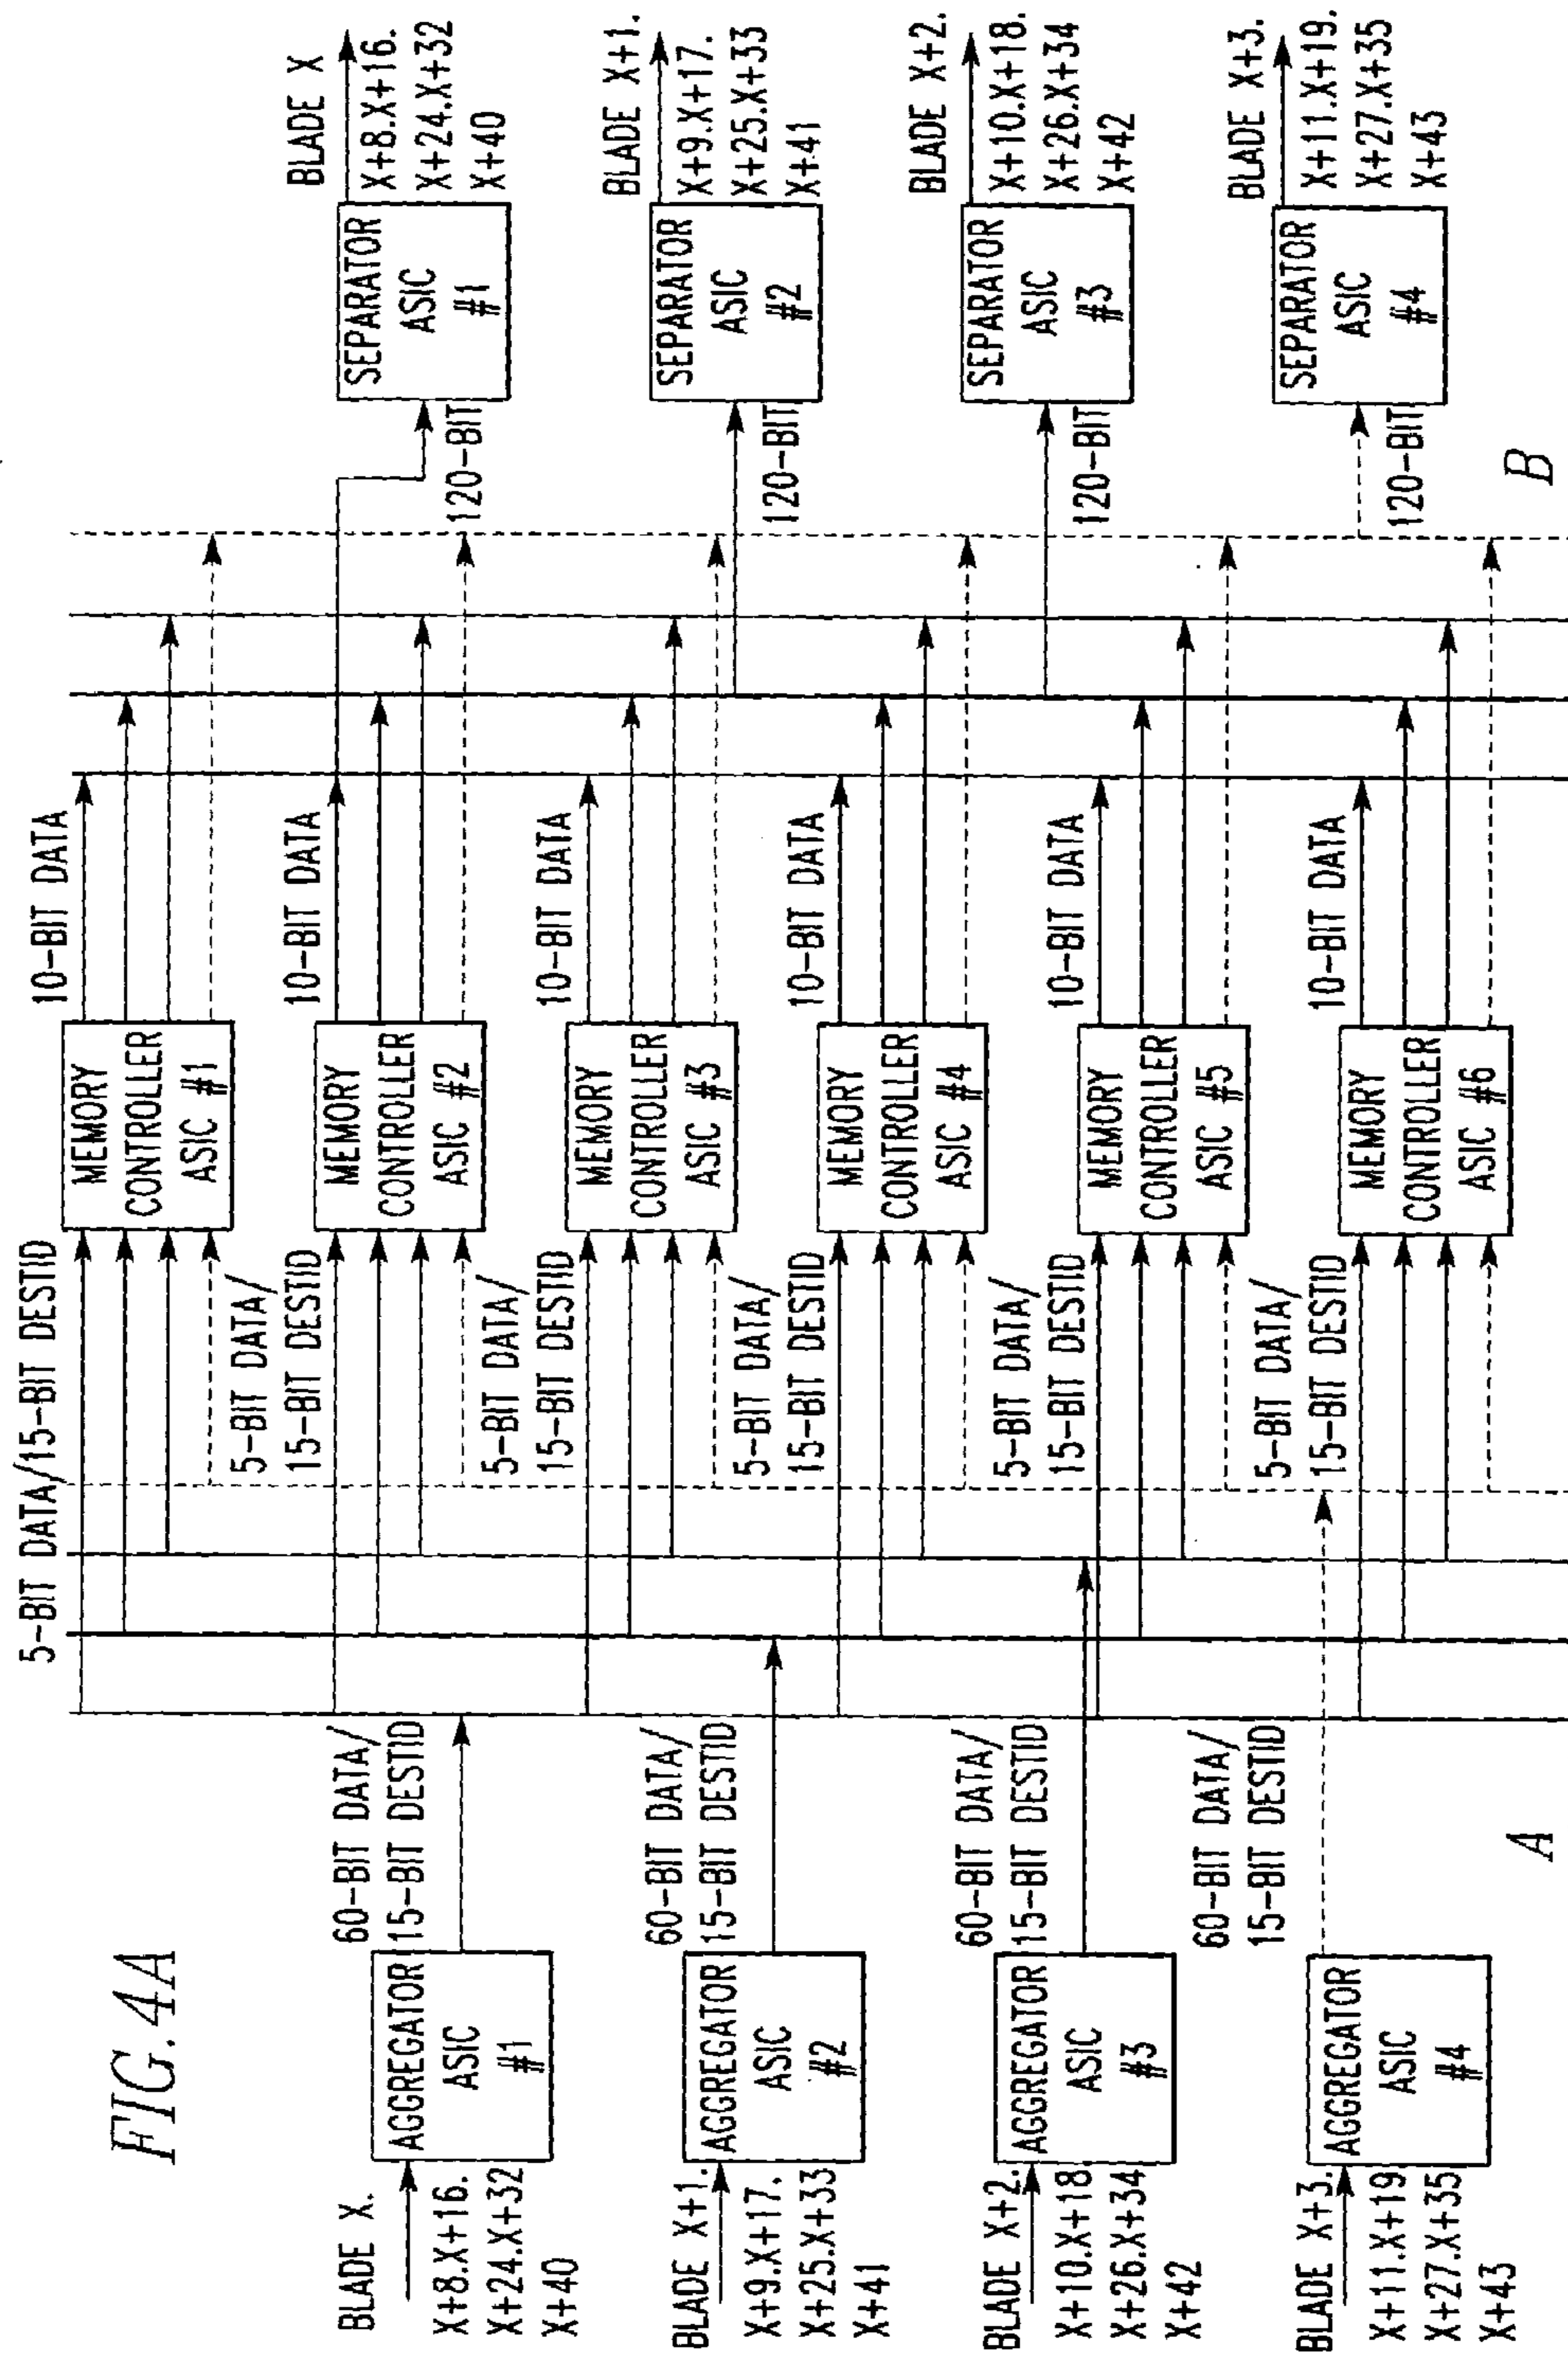 FIG. 4A
BLADE X.
X+8.X+16.
X+24.X+32
X+40
AGGREGATOR
ASIC
#1
60-BIT DATA/
15-BIT DESTID
BLADE X+1.
X+9.X+17.
X+25.X+33
X+41
AGGREGATOR
ASIC
#2
60-BIT DATA/
15-BIT DESTID
BLADE X+2.
X+10.X+18
X+26.X+34
X+42
AGGREGATOR
ASIC
#3
60-BIT DATA/
15-BIT DESTID
BLADE X+3.
X+11.X+19
X+27.X+35
X+43
AGGREGATOR
ASIC
#4
60-BIT DATA/
15-BIT DESTID
A
5-BIT DATA/15-BIT DESTID
MEMORY
CONTROLLER
ASIC #1
10-BIT DATA
5-BIT DATA/
15-BIT DESTID
MEMORY
CONTROLLER
ASIC #2
10-BIT DATA
5-BIT DATA/
15-BIT DESTID
MEMORY
CONTROLLER
ASIC #3
10-BIT DATA
5-BIT DATA/
15-BIT DESTID
MEMORY
CONTROLLER
ASIC #4
10-BIT DATA
5-BIT DATA/
15-BIT DESTID
MEMORY
CONTROLLER
ASIC #5
10-BIT DATA
5-BIT DATA/
15-BIT DESTID
MEMORY
CONTROLLER
ASIC #6
10-BIT DATA
120-BIT
SEPARATOR
ASIC
#1
BLADE X
X+8.X+16.
X+24.X+32
X+40
120-BIT
SEPARATOR
ASIC
#2
BLADE X+1.
X+9.X+17.
X+25.X+33
X+41
120-BIT
SEPARATOR
ASIC
#3
BLADE X+2.
X+10.X+18.
X+26.X+34
X+42
120-BIT
SEPARATOR
ASIC
#4
BLADE X+3.
X+11.X+19.
X+27.X+35
X+43
B